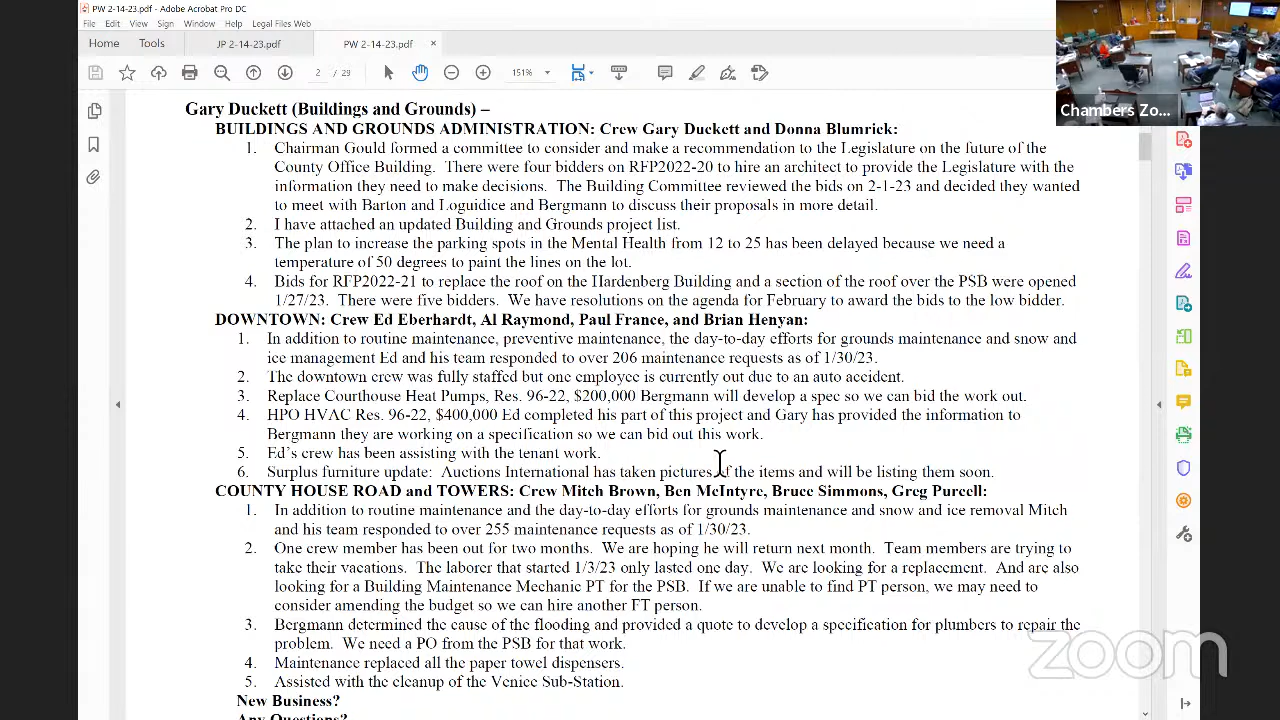 PW 2-14-23.pdf - Adobe Acrobat Pro DC
File Edit View Sign Window Help Legal Files Web
Home Tools JP 2-14-23.pdf PW 2-14-23.pdf ×
2 / 29 151%
Chambers Zo...
Gary Duckett (Buildings and Grounds) –
BUILDINGS AND GROUNDS ADMINISTRATION: Crew Gary Duckett and Donna Blumrick:
1. Chairman Gould formed a committee to consider and make a recommendation to the Legislature on the future of the
County Office Building. There were four bidders on RFP2022-20 to hire an architect to provide the Legislature with the
information they need to make decisions. The Building Committee reviewed the bids on 2-1-23 and decided they wanted
to meet with Barton and Loguidice and Bergmann to discuss their proposals in more detail.
2. I have attached an updated Building and Grounds project list.
3. The plan to increase the parking spots in the Mental Health from 12 to 25 has been delayed because we need a
temperature of 50 degrees to paint the lines on the lot.
4. Bids for RFP2022-21 to replace the roof on the Hardenberg Building and a section of the roof over the PSB were opened
1/27/23. There were five bidders. We have resolutions on the agenda for February to award the bids to the low bidder.
DOWNTOWN: Crew Ed Eberhardt, Al Raymond, Paul France, and Brian Henyan:
1. In addition to routine maintenance, preventive maintenance, the day-to-day efforts for grounds maintenance and snow and
ice management Ed and his team responded to over 206 maintenance requests as of 1/30/23.
2. The downtown crew was fully staffed but one employee is currently out due to an auto accident.
3. Replace Courthouse Heat Pumps, Res. 96-22, $200,000 Bergmann will develop a spec so we can bid the work out.
4. HPO HVAC Res. 96-22, $400,000 Ed completed his part of this project and Gary has provided the information to
Bergmann they are working on a specification so we can bid out this work.
5. Ed's crew has been assisting with the tenant work.
6. Surplus furniture update: Auctions International has taken pictures of the items and will be listing them soon.
COUNTY HOUSE ROAD and TOWERS: Crew Mitch Brown, Ben McIntyre, Bruce Simmons, Greg Purcell:
1. In addition to routine maintenance and the day-to-day efforts for grounds maintenance and snow and ice removal Mitch
and his team responded to over 255 maintenance requests as of 1/30/23.
2. One crew member has been out for two months. We are hoping he will return next month. Team members are trying to
take their vacations. The laborer that started 1/3/23 only lasted one day. We are looking for a replacement. And are also
looking for a Building Maintenance Mechanic PT for the PSB. If we are unable to find PT person, we may need to
consider amending the budget so we can hire another FT person.
3. Bergmann determined the cause of the flooding and provided a quote to develop a specification for plumbers to repair the
problem. We need a PO from the PSB for that work.
4. Maintenance replaced all the paper towel dispensers.
5. Assisted with the cleanup of the Venice Sub-Station.
New Business?
Any Questions?
zoom